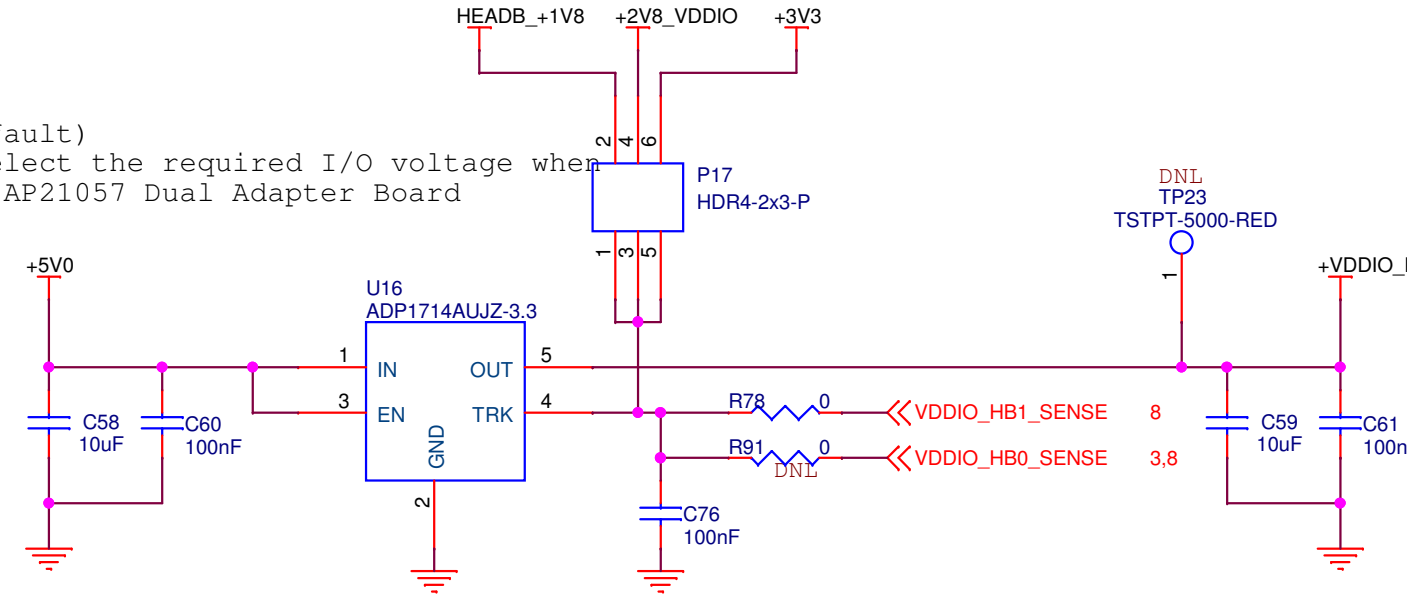 HEADB_+1V8 +2V8_VDDIO +3V3
fault)
elect the required I/O voltage when
AP21057 Dual Adapter Board
2 4 6
P17
HDR4-2x3-P
1 3 5
DNL
TP23
TSTPT-5000-RED
1
+5V0
+VDDIO_
U16
ADP1714AUJZ-3.3
1 IN OUT 5
3 EN TRK 4
GND
2
C58
10uF
C60
100nF
R78 0 VDDIO_HB1_SENSE 8
R91 0 VDDIO_HB0_SENSE 3,8
DNL
C76
100nF
C59
10uF
C61
100n